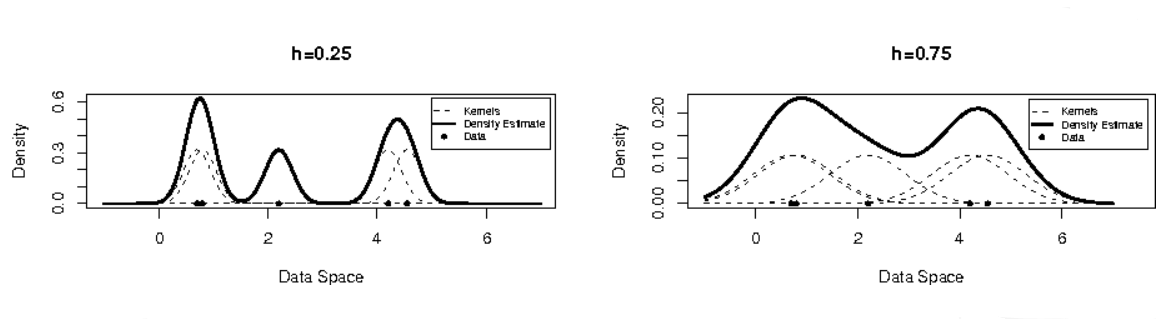 h=0.25
Density
0.0
0.3
0.6
Kernels
Density Estimate
Data
0 2 4 6
Data Space
h=0.75
Density
0.00
0.10
0.20
Kernels
Density Estimate
Data
0 2 4 6
Data Space